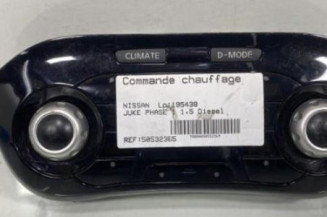 CLIMATE D-MODE
Commande chauffage
NISSAN
JUKE PHASE 1 1.5 Diesel
REF:50532365